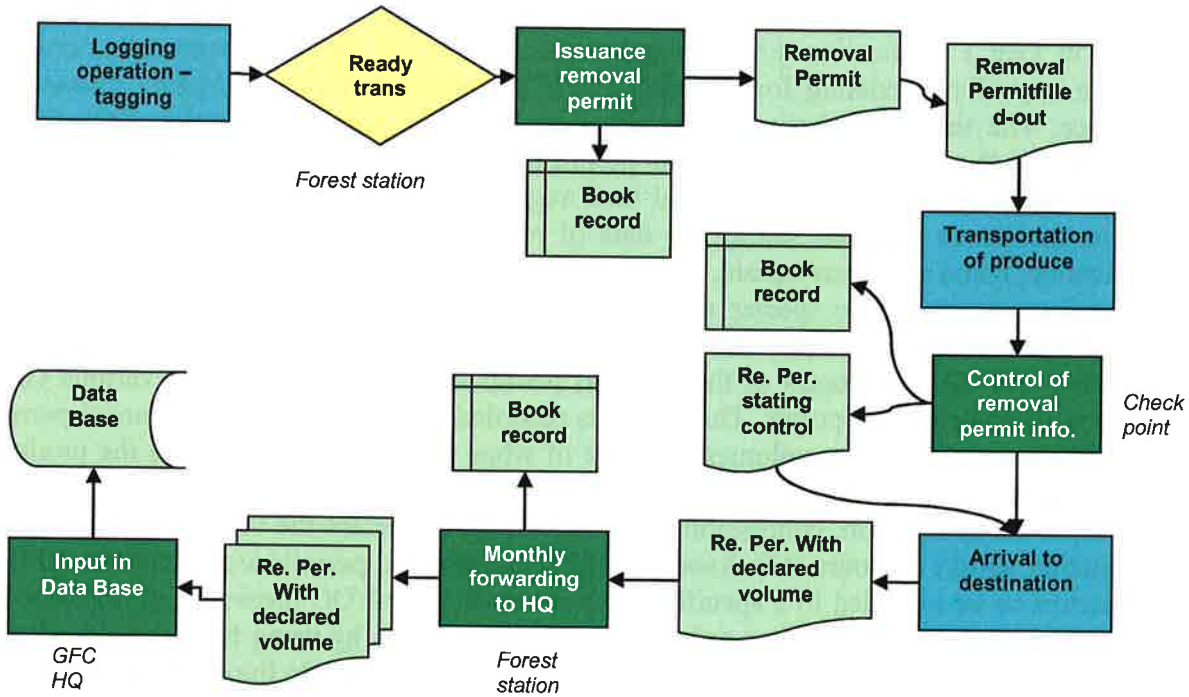 Logging
operation –
tagging
Ready
trans
Issuance
removal
permit
Removal
Permit
Removal
Permitfille
d-out
Forest station
Book
record
Transportation
of produce
Book
record
Control of
removal
permit info.
Check
point
Re. Per.
stating
control
Data
Base
Book
record
Arrival to
destination
Re. Per. With
declared
volume
Monthly
forwarding
to HQ
Forest
station
Re. Per.
With
declared
volume
Input in
Data Base
GFC
HQ